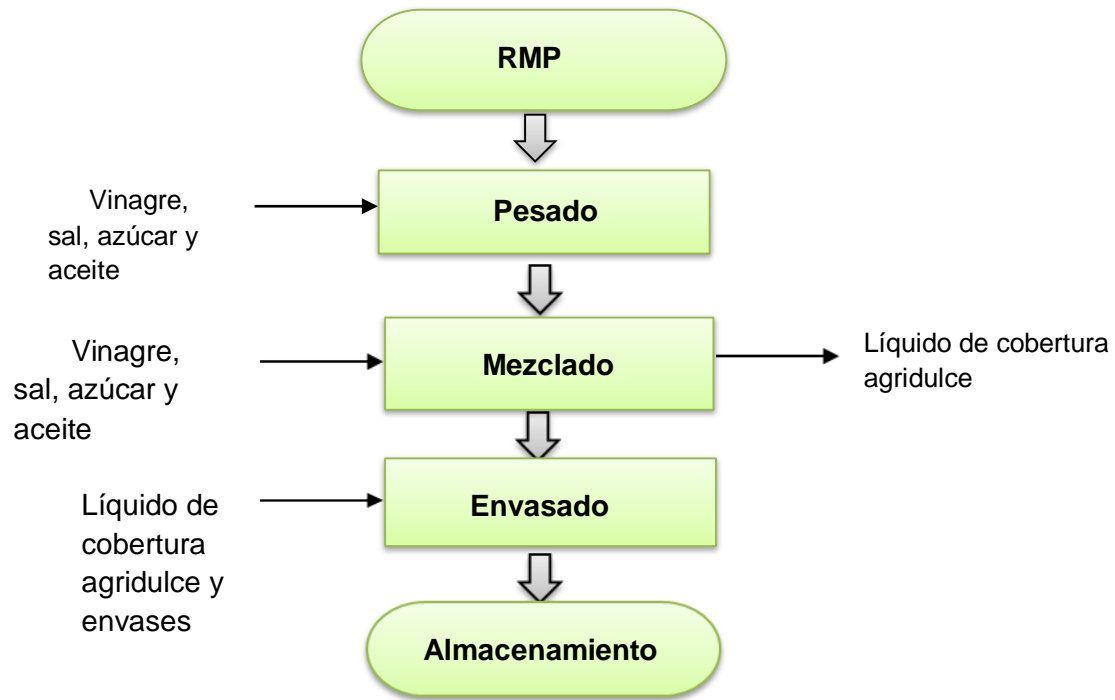 RMP
Vinagre,
sal, azúcar y
aceite
Pesado
Vinagre,
sal, azúcar y
aceite
Mezclado
Líquido de cobertura
agridulce
Líquido de
cobertura
agridulce y
envases
Envasado
Almacenamiento